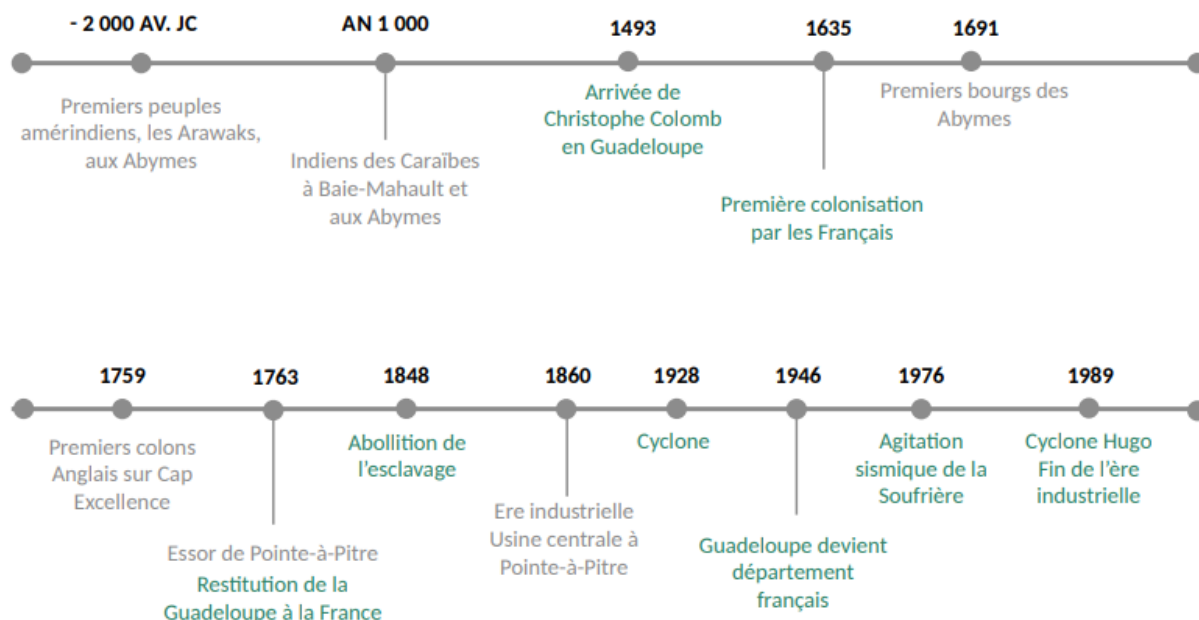 - 2 000 AV. JC
Premiers peuples
amérindiens, les Arawaks,
aux Abymes
AN 1 000
Indiens des Caraïbes
à Baie-Mahault et
aux Abymes
1493
Arrivée de
Christophe Colomb
en Guadeloupe
1635
Première colonisation
par les Français
1691
Premiers bourgs des
Abymes
1759
Premiers colons
Anglais sur Cap
Excellence
1763
Essor de Pointe-à-Pitre
Restitution de la
Guadeloupe à la France
1848
Abollition de
l'esclavage
1860
Ere industrielle
Usine centrale à
Pointe-à-Pitre
1928
Cyclone
1946
Guadeloupe devient
département
français
1976
Agitation
sismique de la
Soufrière
1989
Cyclone Hugo
Fin de l'ère
industrielle